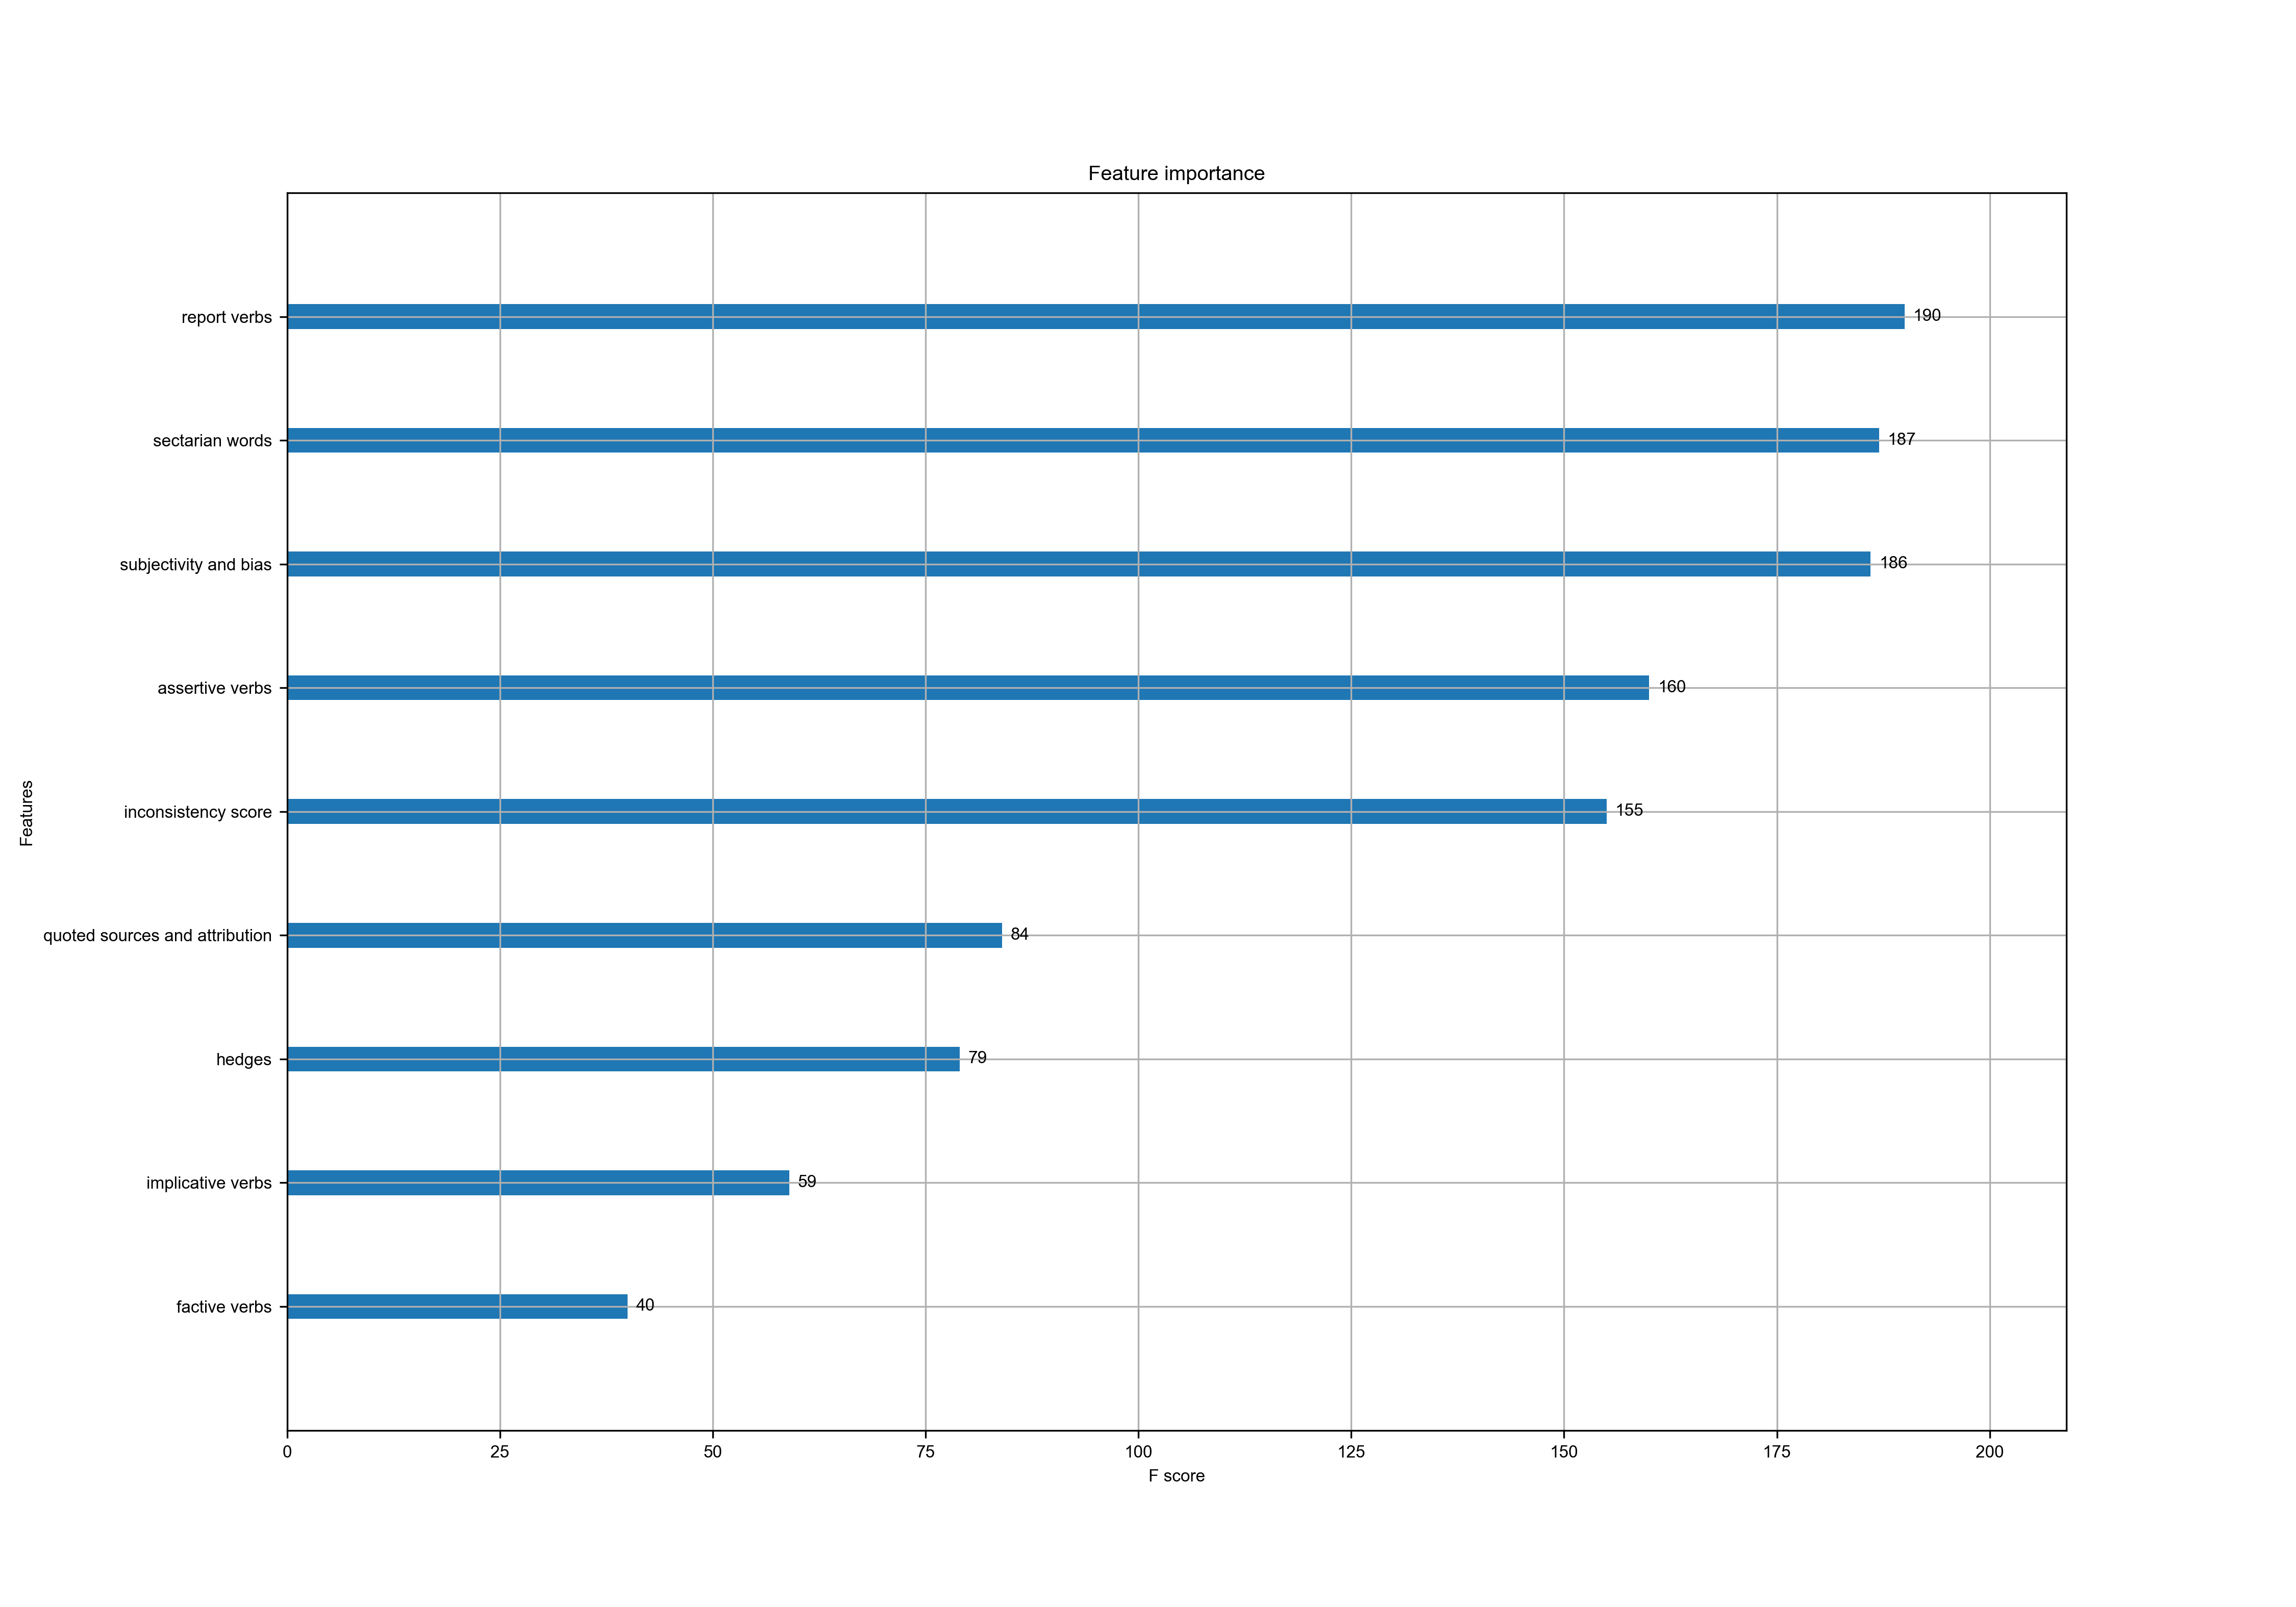 Feature importance
report verbs 190
sectarian words 187
subjectivity and bias 186
assertive verbs 160
inconsistency score 155
quoted sources and attribution 84
hedges 79
implicative verbs 59
factive verbs 40
Features
0 25 50 75 100 125 150 175 200
F score